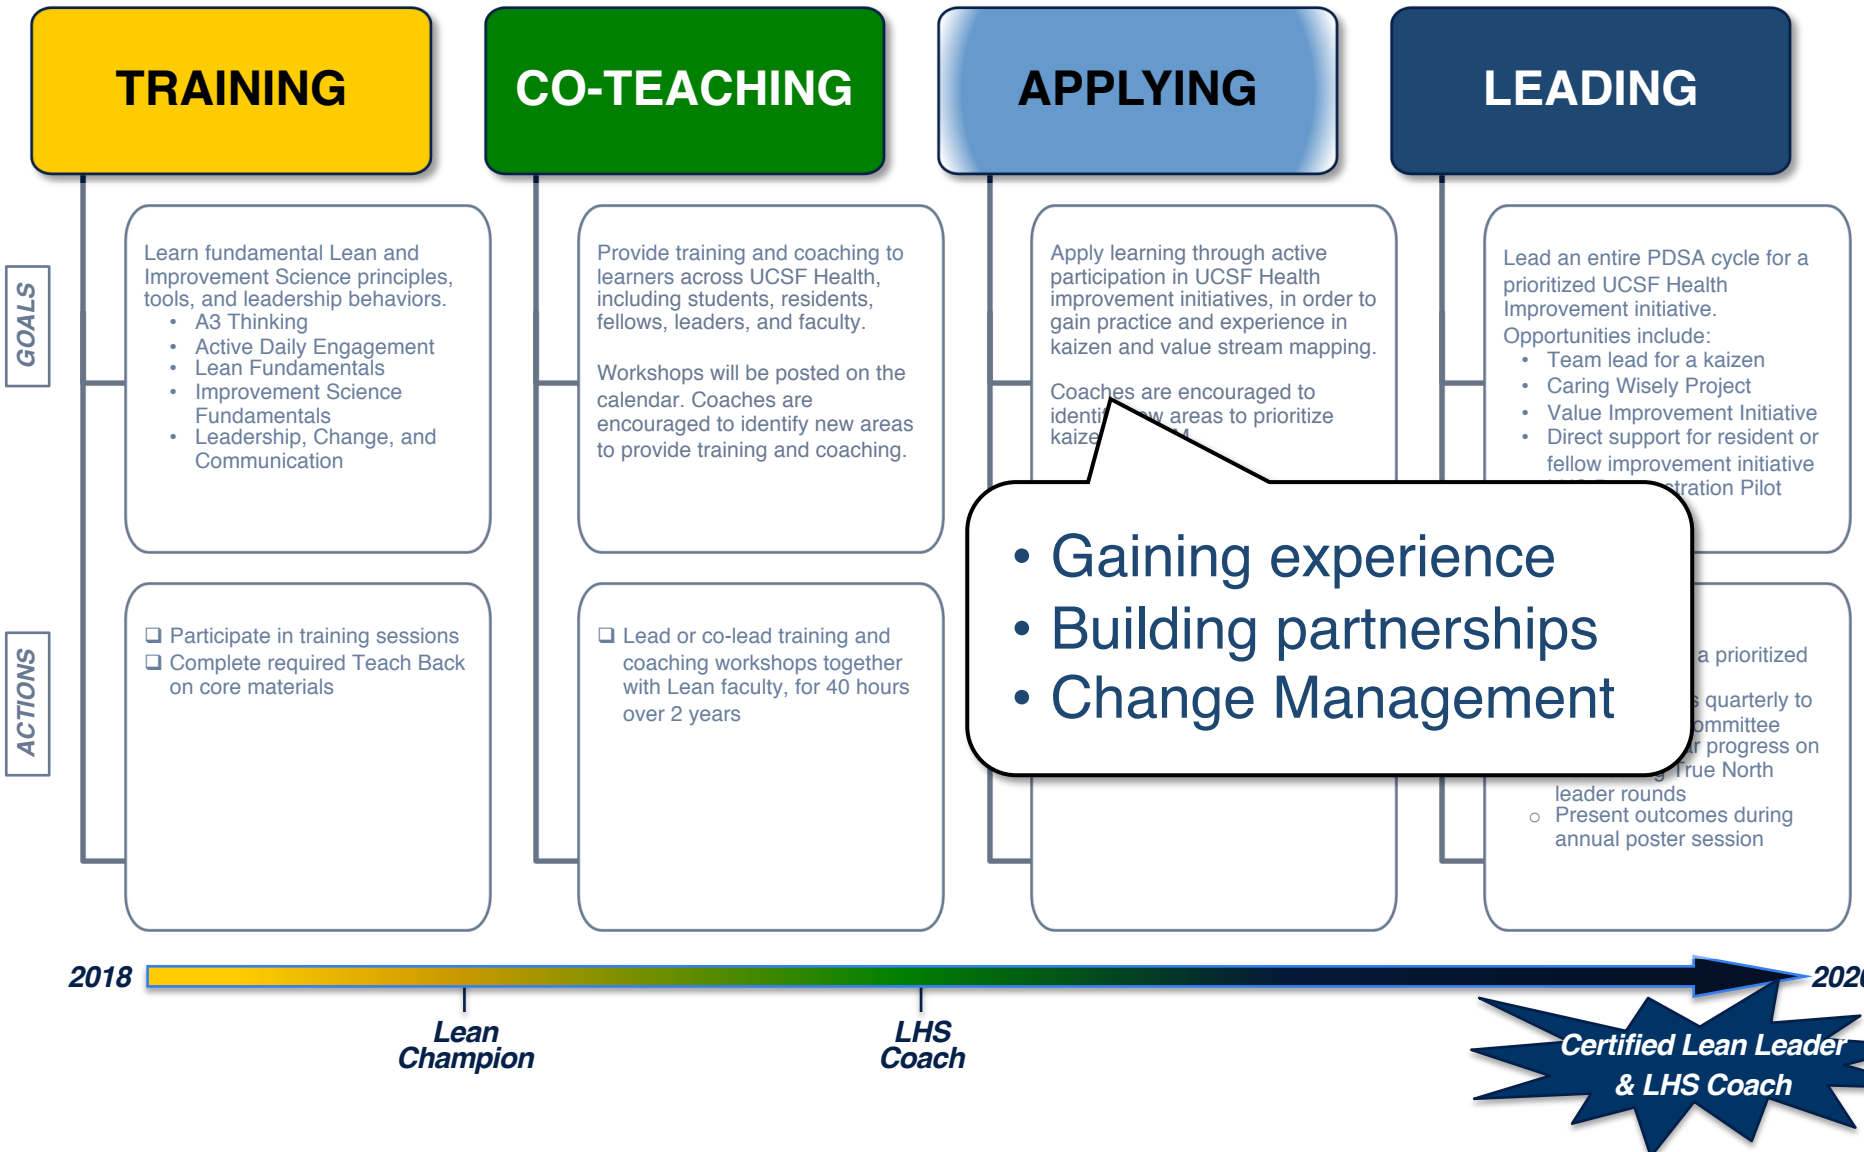 TRAINING
CO-TEACHING
APPLYING
LEADING
GOALS
Learn fundamental Lean and
Improvement Science principles,
tools, and leadership behaviors.
• A3 Thinking
• Active Daily Engagement
• Lean Fundamentals
• Improvement Science
Fundamentals
• Leadership, Change, and
Communication
Provide training and coaching to
learners across UCSF Health,
including students, residents,
fellows, leaders, and faculty.
Workshops will be posted on the
calendar. Coaches are
encouraged to identify new areas
to provide training and coaching.
Apply learning through active
participation in UCSF Health
improvement initiatives, in order to
gain practice and experience in
kaizen and value stream mapping.
Coaches are encouraged to
areas to prioritize
Lead an entire PDSA cycle for a
prioritized UCSF Health
Improvement initiative.
Opportunities include:
• Team lead for a kaizen
• Caring Wisely Project
• Value Improvement Initiative
• Direct support for resident or
fellow improvement initiative
Pilot
• Gaining experience
• Building partnerships
• Change Management
ACTIONS
❑ Participate in training sessions
❑ Complete required Teach Back
on core materials
❑ Lead or co-lead training and
coaching workshops together
with Lean faculty, for 40 hours
over 2 years
a prioritized
quarterly to
progress on
True North
leader rounds
○ Present outcomes during
annual poster session
2018
2020
Lean
Champion
LHS
Coach
Certified Lean Leader
& LHS Coach